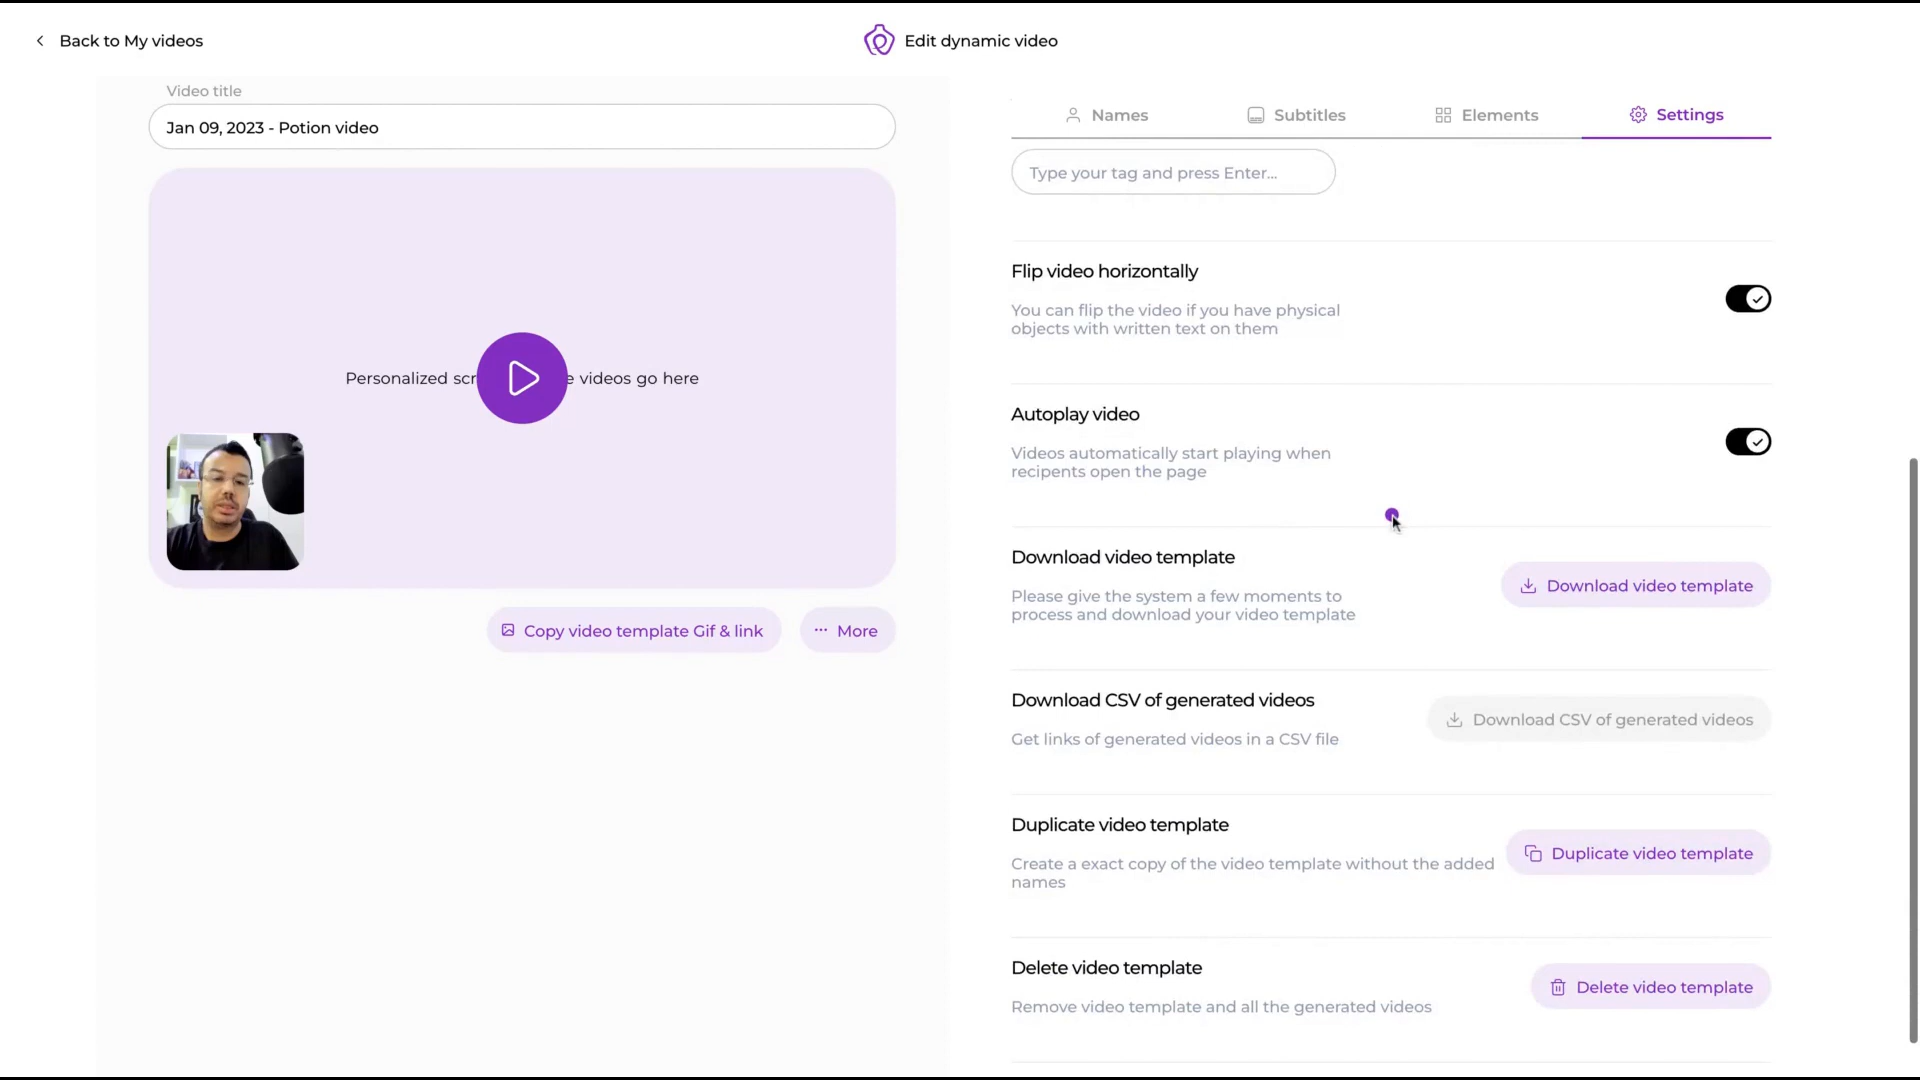 Back to My videos
Edit dynamic video
Video title
Jan 09, 2023 - Potion video
Personalized scr
e videos go here
Copy video template Gif & link
More
Names
Subtitles
Elements
Settings
Type your tag and press Enter...
Flip video horizontally
You can flip the video if you have physical
objects with written text on them
Autoplay video
Videos automatically start playing when
recipents open the page
Download video template
Please give the system a few moments to
process and download your video template
Download video template
Download CSV of generated videos
Get links of generated videos in a CSV file
Download CSV of generated videos
Duplicate video template
Create a exact copy of the video template without the added
names
Duplicate video template
Delete video template
Remove video template and all the generated videos
Delete video template